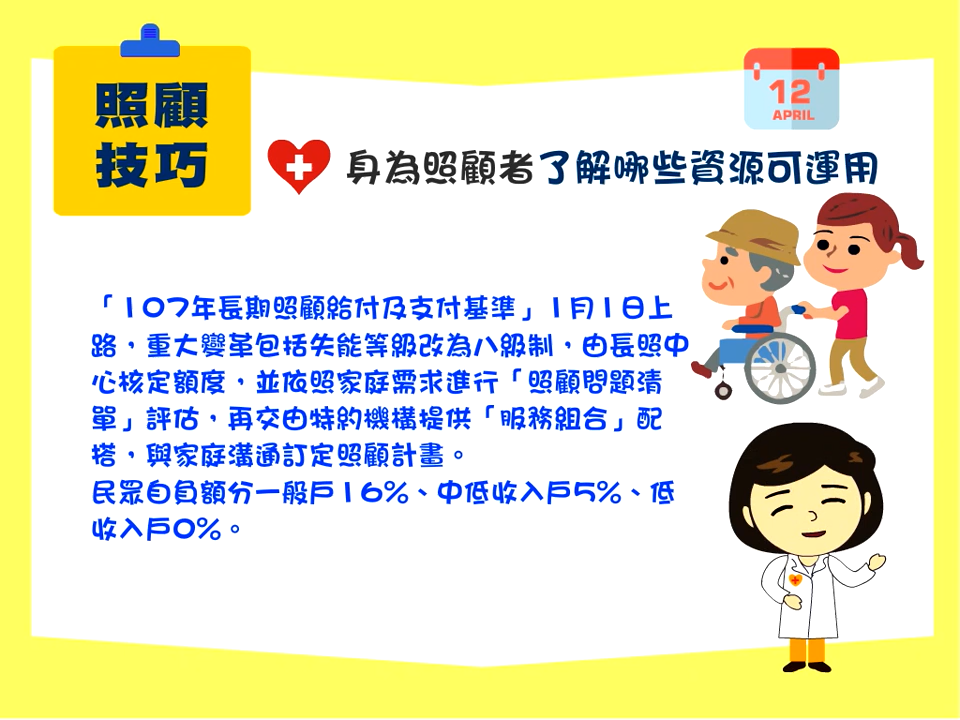 照顧
技巧
12
APRIL
身為照顧者了解哪些資源可運用
「107年長期照顧給付及支付基準」1月1日上
路，重大變革包括失能等級改為八級制，由長照中
心核定額度，並依照家庭需求進行「照顧問題清
單」評估，再交由特約機構提供「服務組合」配
搭，與家庭溝通訂定照顧計畫。
民眾自負額分一般戶16%、中低收入戶5%、低
收入戶0%。